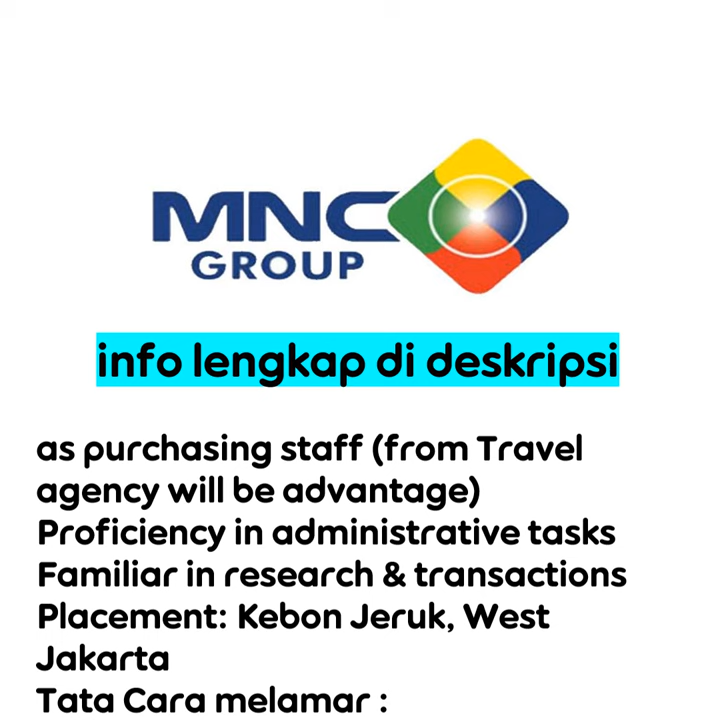 MNC
GROUP
info lengkap di deskripsi
as purchasing staff (from Travel
agency will be advantage)
Proficiency in administrative tasks
Familiar in research & transactions
Placement: Kebon Jeruk, West
Jakarta
Tata Cara melamar :